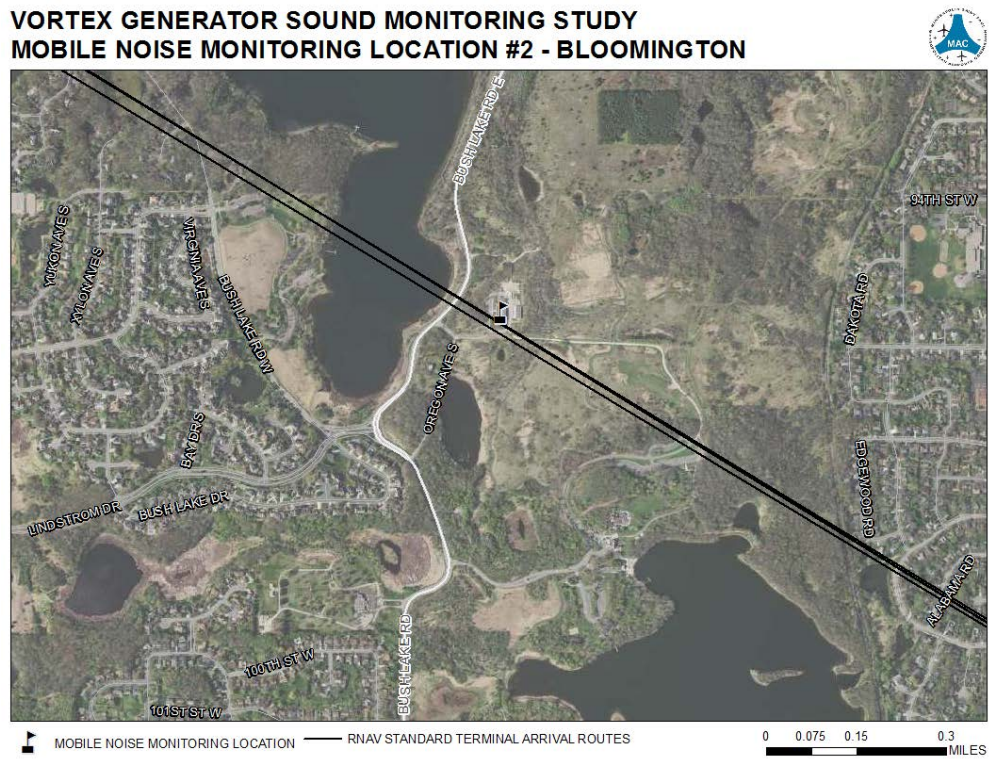 VORTEX GENERATOR SOUND MONITORING STUDY
MOBILE NOISE MONITORING LOCATION #2 - BLOOMINGTON
MAC
BUSH LAKE RD E
94TH ST W
YUKON AVE S
XYLON AVE S
VIRGINIA AVE S
BUSH LAKE RD W
DAKOTA RD
OREGON AVE S
BAY DR S
EDGEWOOD RD
LINDSTROM DR
BUSH LAKE DR
ALABAMA RD
BUSH LAKE RD
100TH ST W
101ST ST W
MOBILE NOISE MONITORING LOCATION
RNAV STANDARD TERMINAL ARRIVAL ROUTES
0 0.075 0.15 0.3
MILES